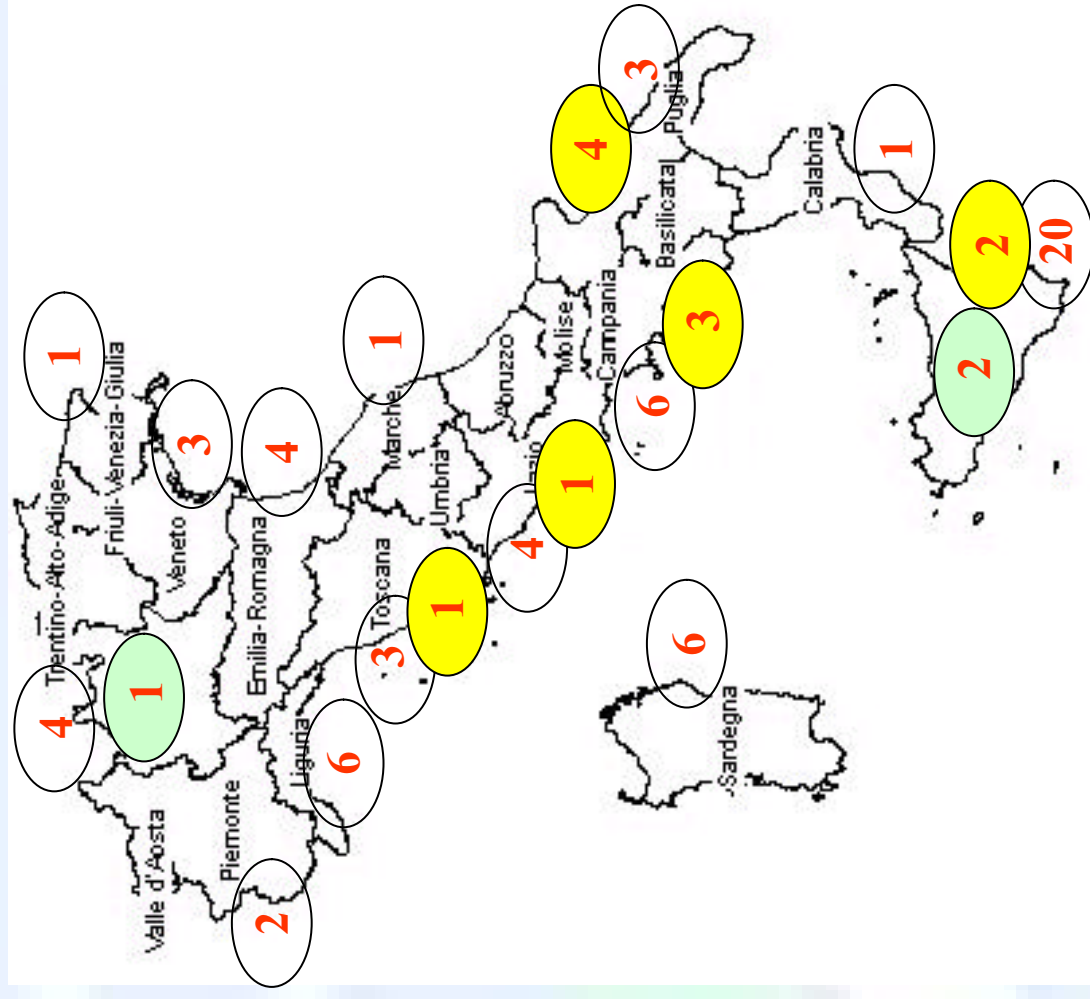 4
Trentino-Alto-Adige
1
Friuli-Venezia-Giulia
1
Valle d'Aosta
Veneto
3
Piemonte
Emilia-Romagna
2
4
Liguria
6
Toscana
3
Marche
1
Umbria
1
Abruzzo
4
Molise
1
4
Campania
3
6
Basilicatal
Puglia
6
3
Sardegna
Calabria
1
2
2
20